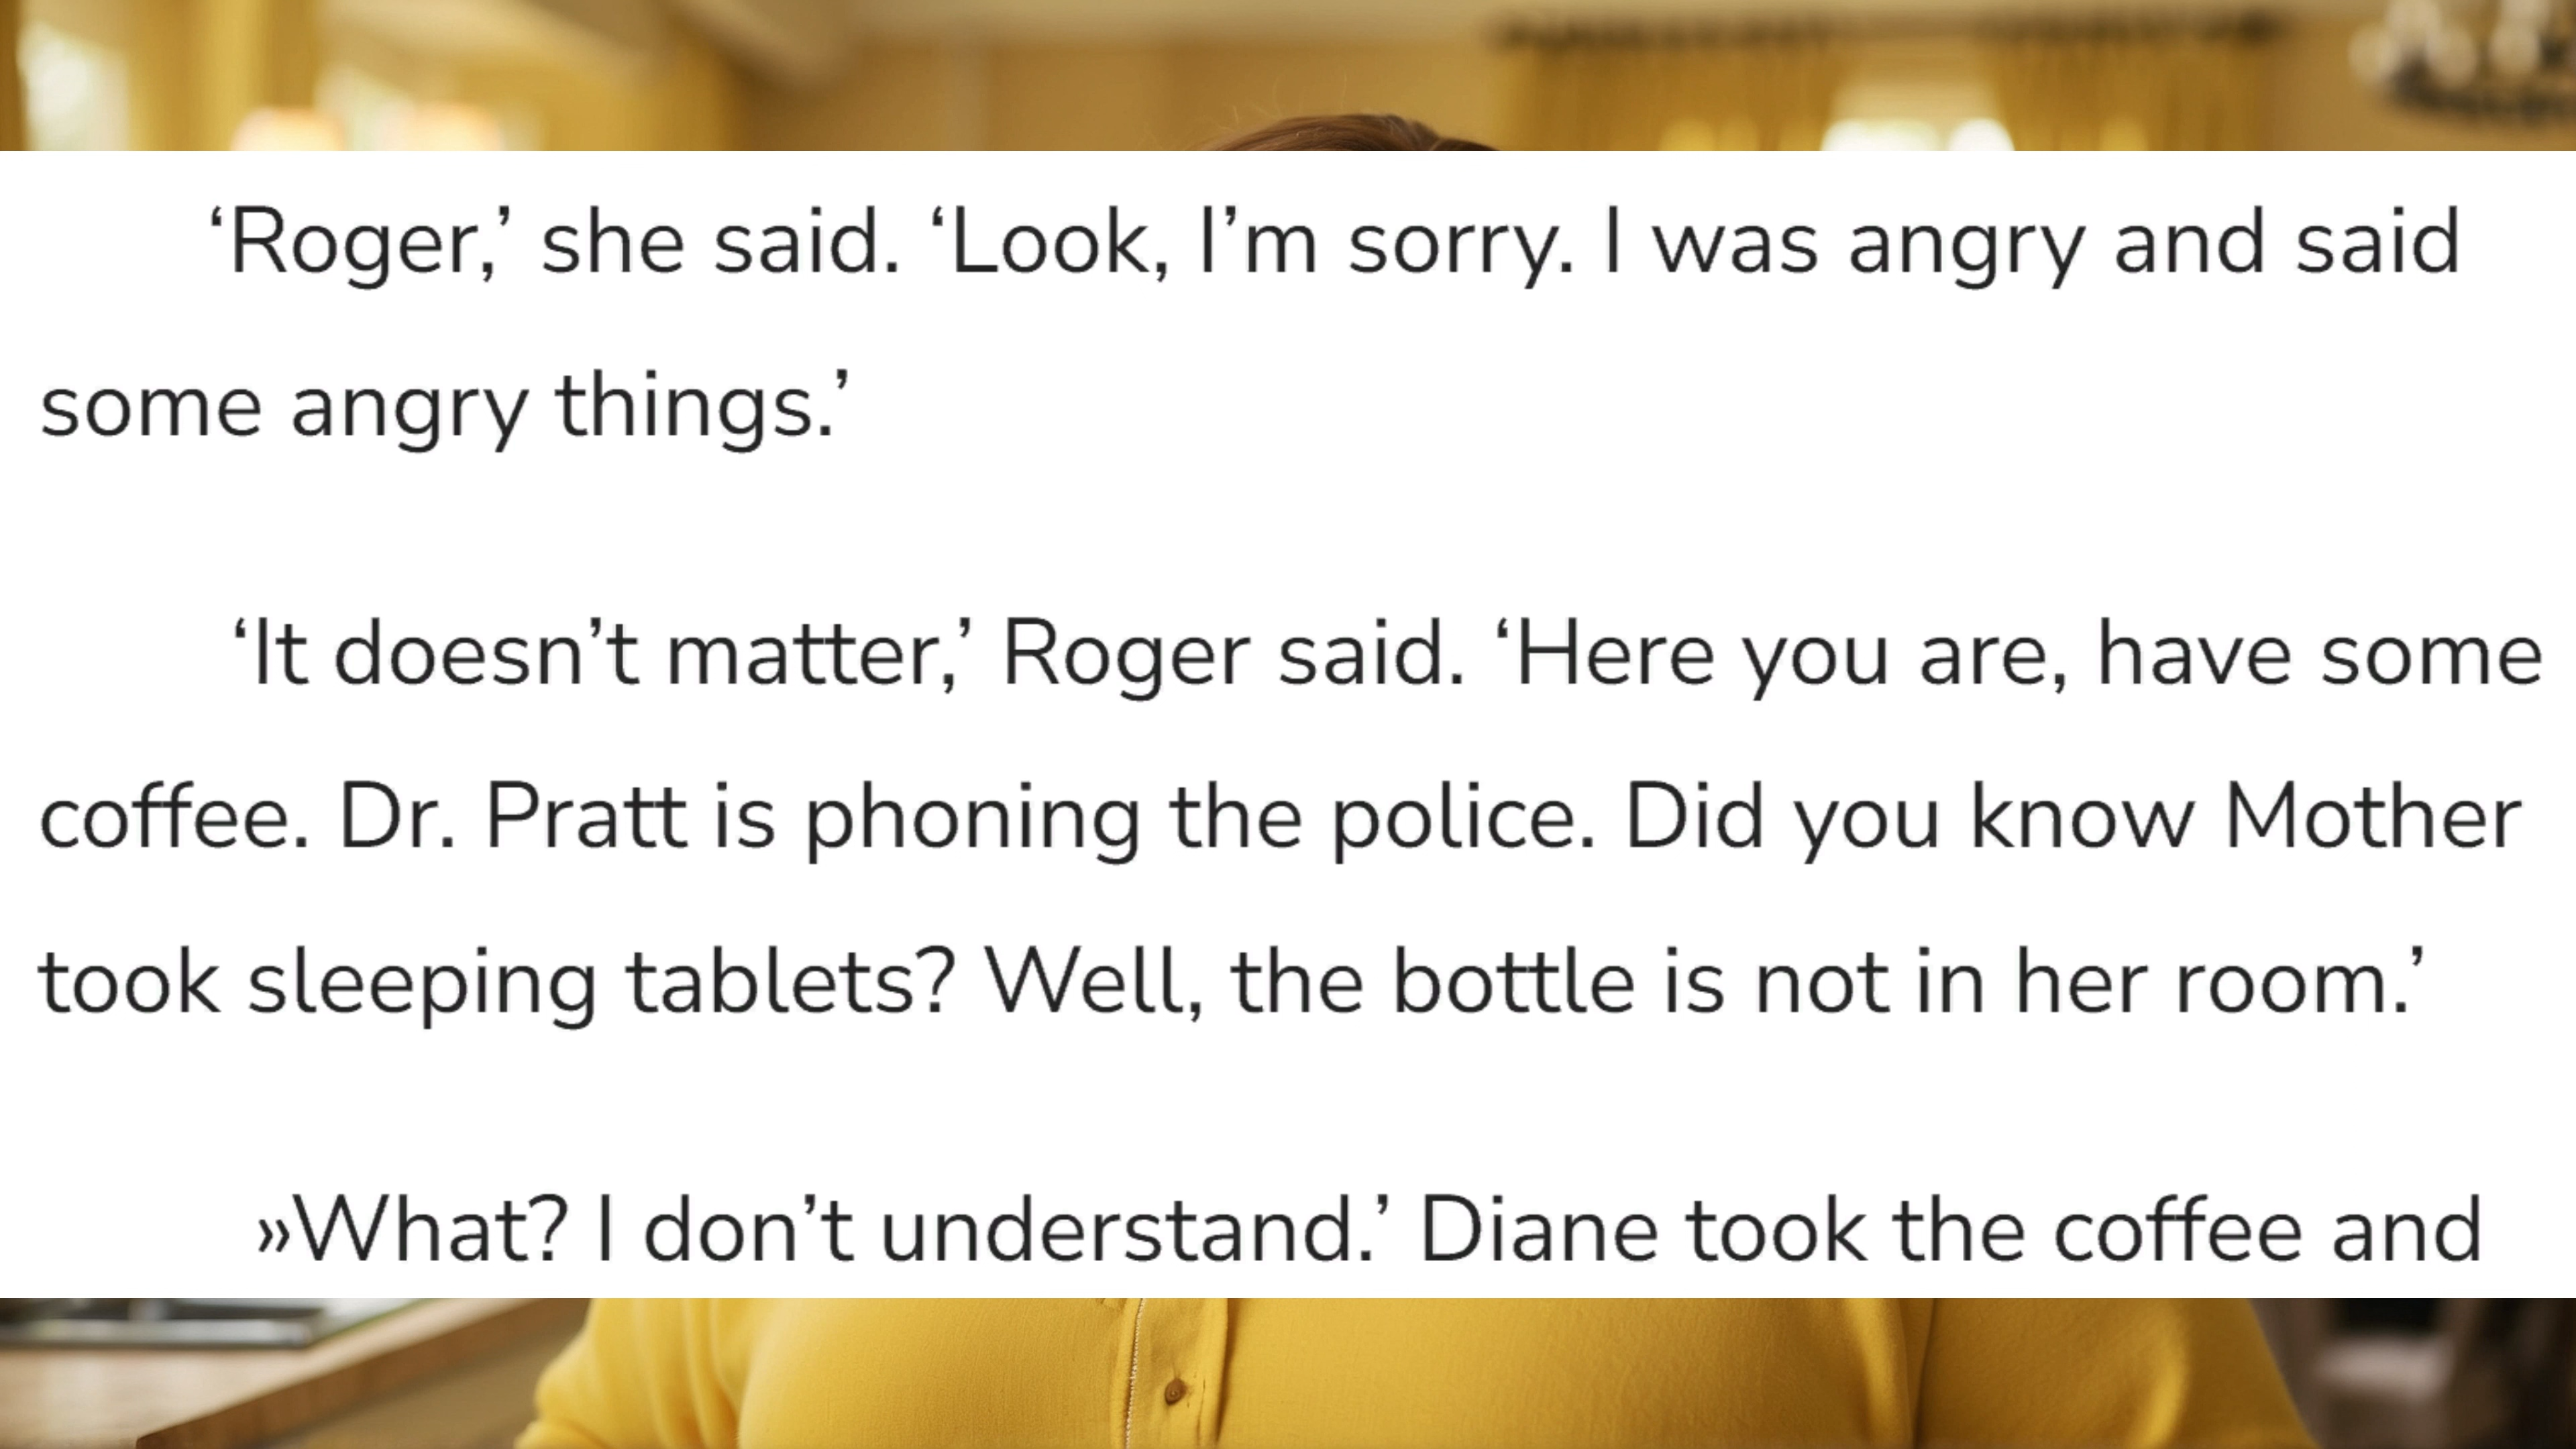 ‘Roger,’ she said. ‘Look, I’m sorry. I was angry and said
some angry things.’
‘It doesn’t matter,’ Roger said. ‘Here you are, have some
coffee. Dr. Pratt is phoning the police. Did you know Mother
took sleeping tablets? Well, the bottle is not in her room.’
»What? I don’t understand.’ Diane took the coffee and